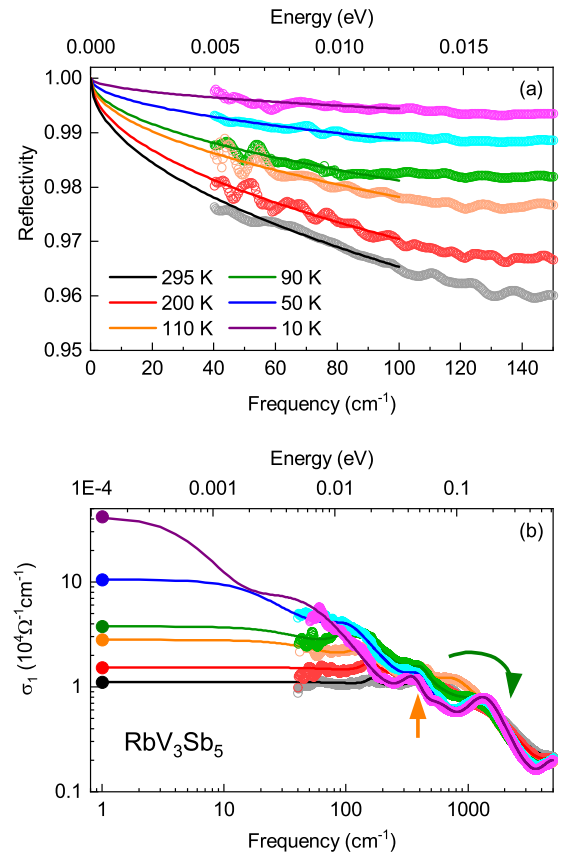 Energy (eV)
0.000 0.005 0.010 0.015
(a)
1.00
0.99
0.98
0.97
0.96
0.95
Reflectivity
295 K 90 K
200 K 50 K
110 K 10 K
0 20 40 60 80 100 120 140
Frequency (cm⁻¹)
Energy (eV)
1E-4 0.001 0.01 0.1
(b)
10
1
0.1
σ₁ (10⁴Ω⁻¹cm⁻¹)
RbV₃Sb₅
1 10 100 1000
Frequency (cm⁻¹)